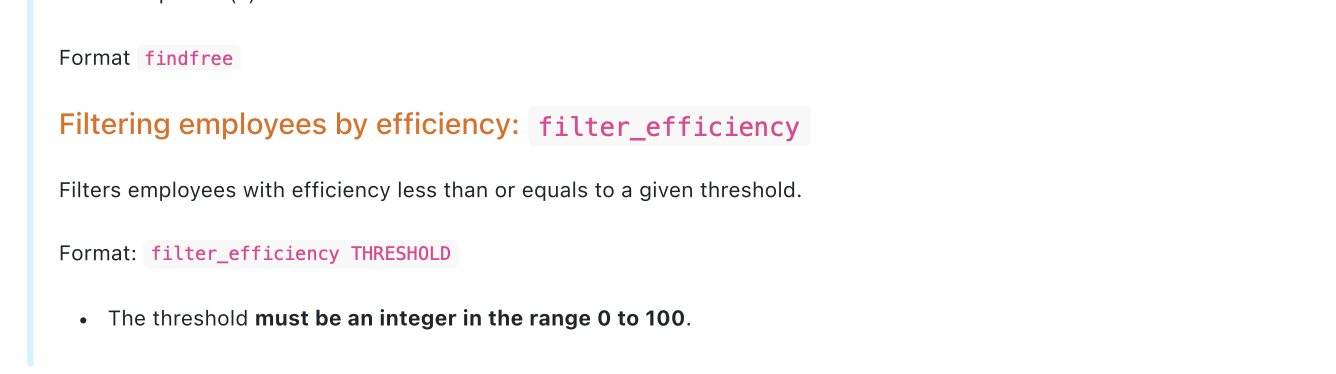 Format findfree
Filtering employees by efficiency: filter_efficiency
Filters employees with efficiency less than or equals to a given threshold.
Format: filter_efficiency THRESHOLD
• The threshold must be an integer in the range 0 to 100.